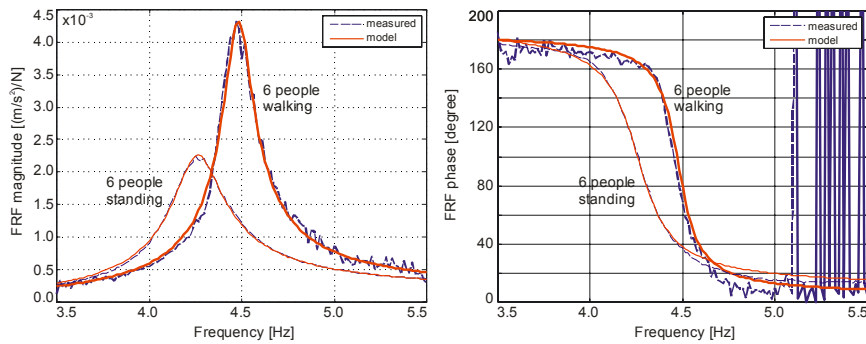 ×10⁻³
4.5
4.0
3.5
3.0
2.5
2.0
1.5
1.0
0.5
0.0
FRF magnitude [(m/s²)/N]
measured
model
6 people
walking
6 people
standing
3.5 4.0 4.5 5.0 5.5
Frequency [Hz]
200
160
120
80
40
0
FRF phase [degree]
measured
model
6 people
walking
6 people
standing
3.5 4.0 4.5 5.0 5.5
Frequency [Hz]